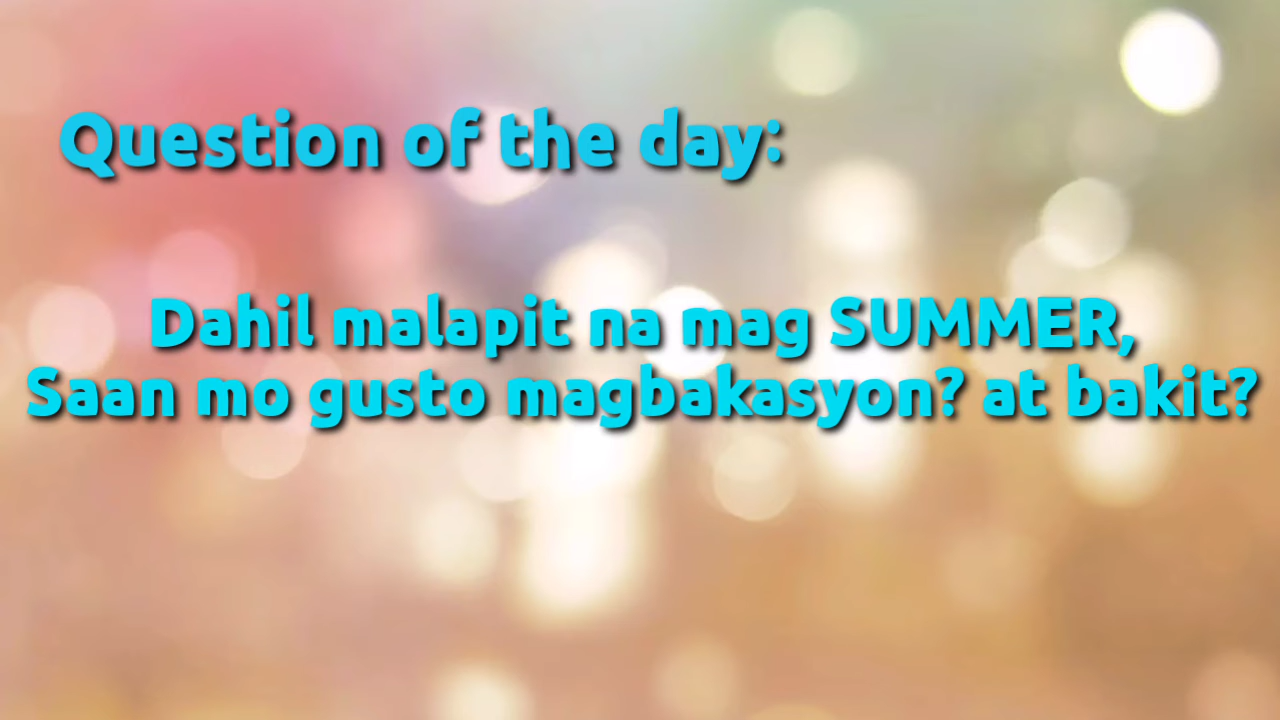 Question of the day:
Dahil malapit na mag SUMMER,
Saan mo gusto magbakasyon? at bakit?